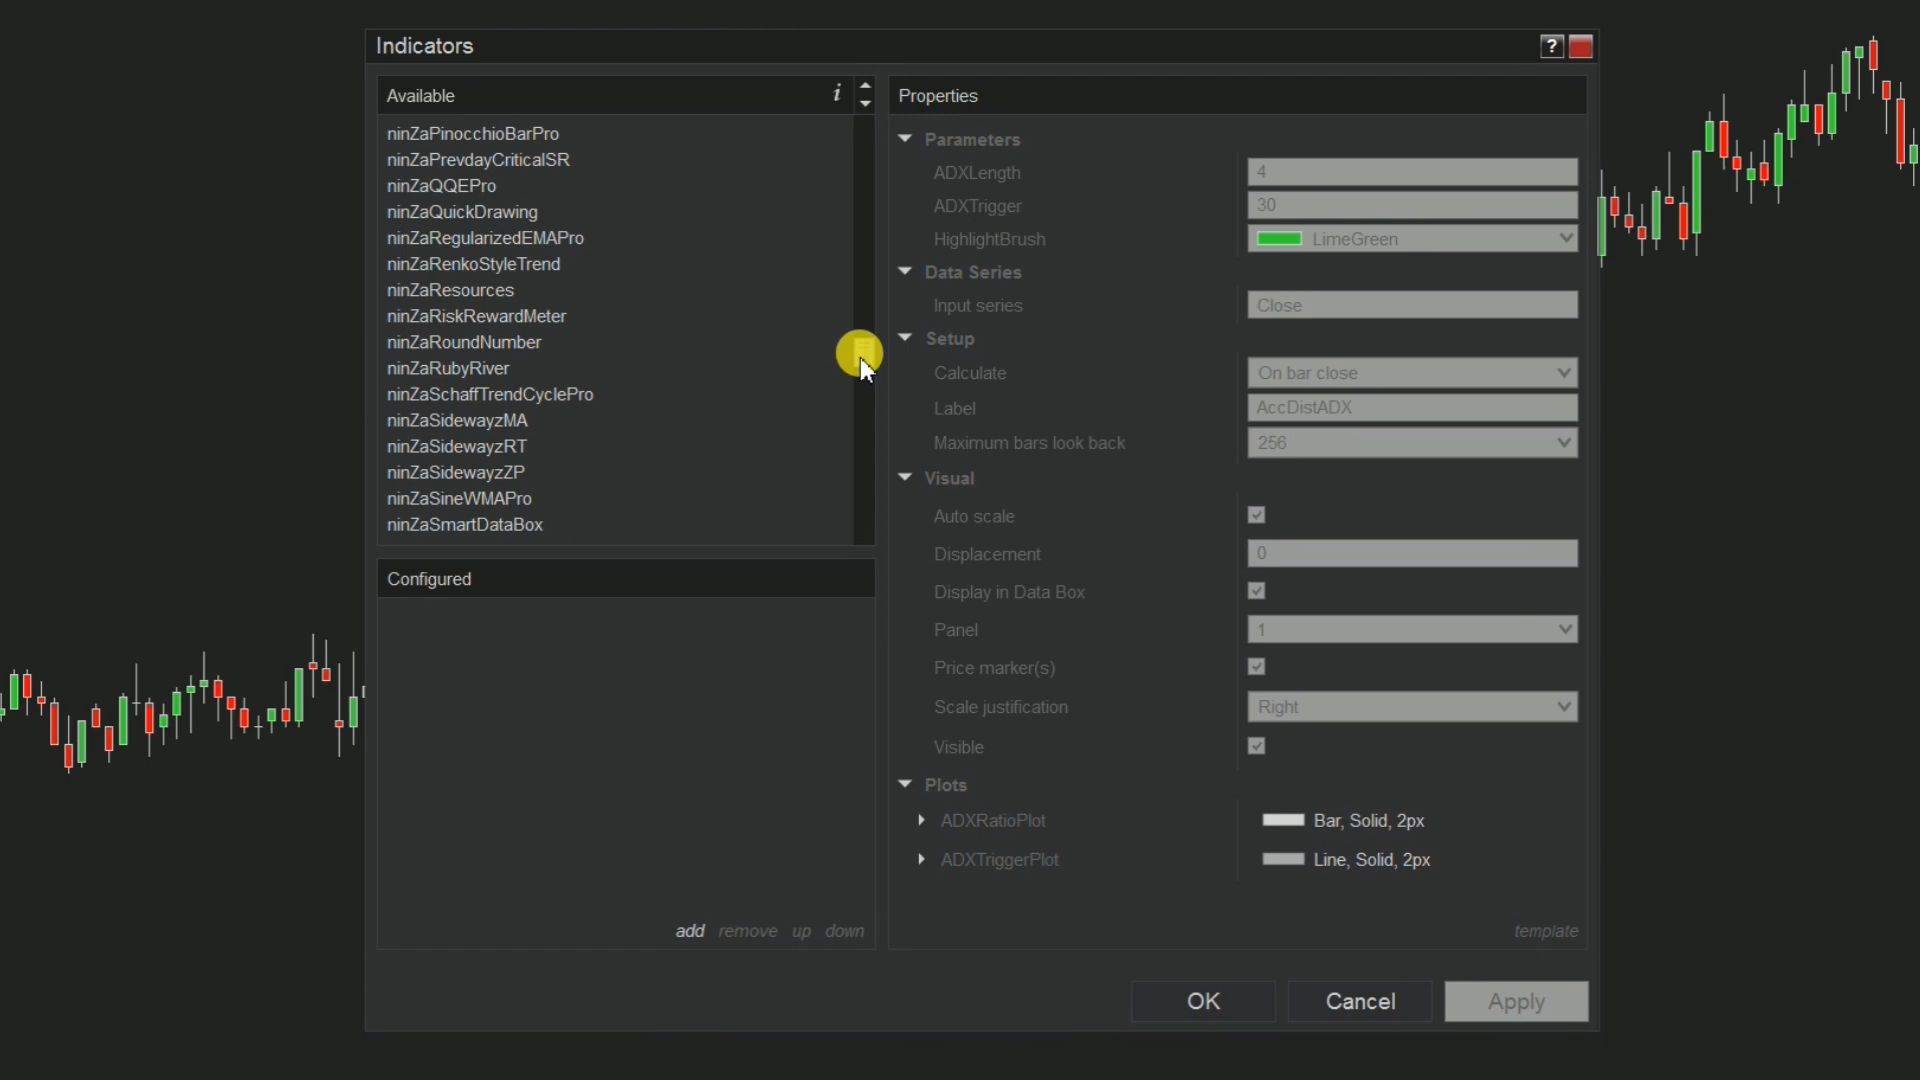 Indicators
?
Available i
ninZaPinocchioBarPro
ninZaPrevdayCriticalSR
ninZaQQEPro
ninZaQuickDrawing
ninZaRegularizedEMAPro
ninZaRenkoStyleTrend
ninZaResources
ninZaRiskRewardMeter
ninZaRoundNumber
ninZaRubyRiver
ninZaSchaffTrendCyclePro
ninZaSidewayzMA
ninZaSidewayzRT
ninZaSidewayzZP
ninZaSineWMAPro
ninZaSmartDataBox
Configured
add remove up down
Properties
Parameters
ADXLength 4
ADXTrigger 30
HighlightBrush LimeGreen
Data Series
Input series Close
Setup
Calculate On bar close
Label AccDistADX
Maximum bars look back 256
Visual
Auto scale
Displacement 0
Display in Data Box
Panel 1
Price marker(s)
Scale justification Right
Visible
Plots
ADXRatioPlot Bar, Solid, 2px
ADXTriggerPlot Line, Solid, 2px
template
OK Cancel Apply